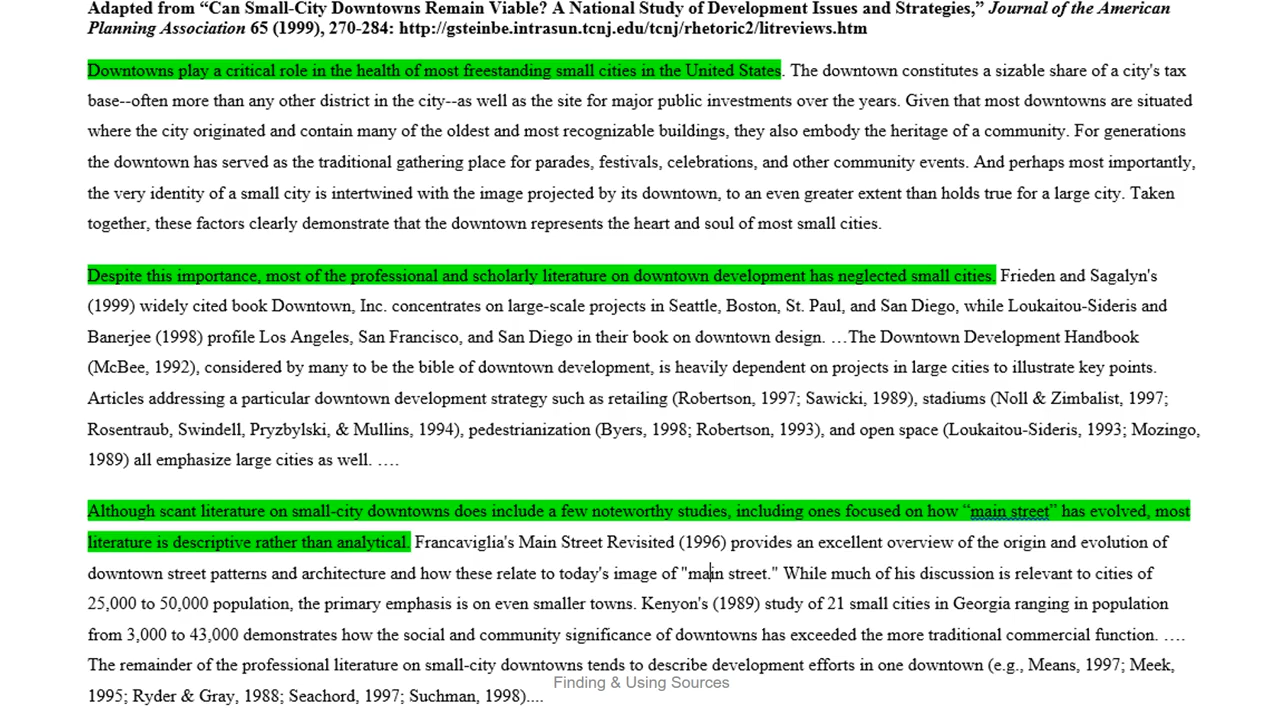 Adapted from “Can Small-City Downtowns Remain Viable? A National Study of Development Issues and Strategies,” Journal of the American
Planning Association 65 (1999), 270-284: http://gsteinbe.intrasun.tcnj.edu/tcnj/rhetoric2/litreviews.htm
Downtowns play a critical role in the health of most freestanding small cities in the United States. The downtown constitutes a sizable share of a city's tax
base--often more than any other district in the city--as well as the site for major public investments over the years. Given that most downtowns are situated
where the city originated and contain many of the oldest and most recognizable buildings, they also embody the heritage of a community. For generations
the downtown has served as the traditional gathering place for parades, festivals, celebrations, and other community events. And perhaps most importantly,
the very identity of a small city is intertwined with the image projected by its downtown, to an even greater extent than holds true for a large city. Taken
together, these factors clearly demonstrate that the downtown represents the heart and soul of most small cities.
Despite this importance, most of the professional and scholarly literature on downtown development has neglected small cities. Frieden and Sagalyn's
(1999) widely cited book Downtown, Inc. concentrates on large-scale projects in Seattle, Boston, St. Paul, and San Diego, while Loukaitou-Sideris and
Banerjee (1998) profile Los Angeles, San Francisco, and San Diego in their book on downtown design. …The Downtown Development Handbook
(McBee, 1992), considered by many to be the bible of downtown development, is heavily dependent on projects in large cities to illustrate key points.
Articles addressing a particular downtown development strategy such as retailing (Robertson, 1997; Sawicki, 1989), stadiums (Noll & Zimbalist, 1997;
Rosentraub, Swindell, Pryzbylski, & Mullins, 1994), pedestrianization (Byers, 1998; Robertson, 1993), and open space (Loukaitou-Sideris, 1993; Mozingo,
1989) all emphasize large cities as well. ….
Although scant literature on small-city downtowns does include a few noteworthy studies, including ones focused on how “main street” has evolved, most
literature is descriptive rather than analytical. Francaviglia's Main Street Revisited (1996) provides an excellent overview of the origin and evolution of
downtown street patterns and architecture and how these relate to today's image of "main street." While much of his discussion is relevant to cities of
25,000 to 50,000 population, the primary emphasis is on even smaller towns. Kenyon's (1989) study of 21 small cities in Georgia ranging in population
from 3,000 to 43,000 demonstrates how the social and community significance of downtowns has exceeded the more traditional commercial function. ….
The remainder of the professional literature on small-city downtowns tends to describe development efforts in one downtown (e.g., Means, 1997; Meek,
Finding & Using Sources
1995; Ryder & Gray, 1988; Seachord, 1997; Suchman, 1998)....